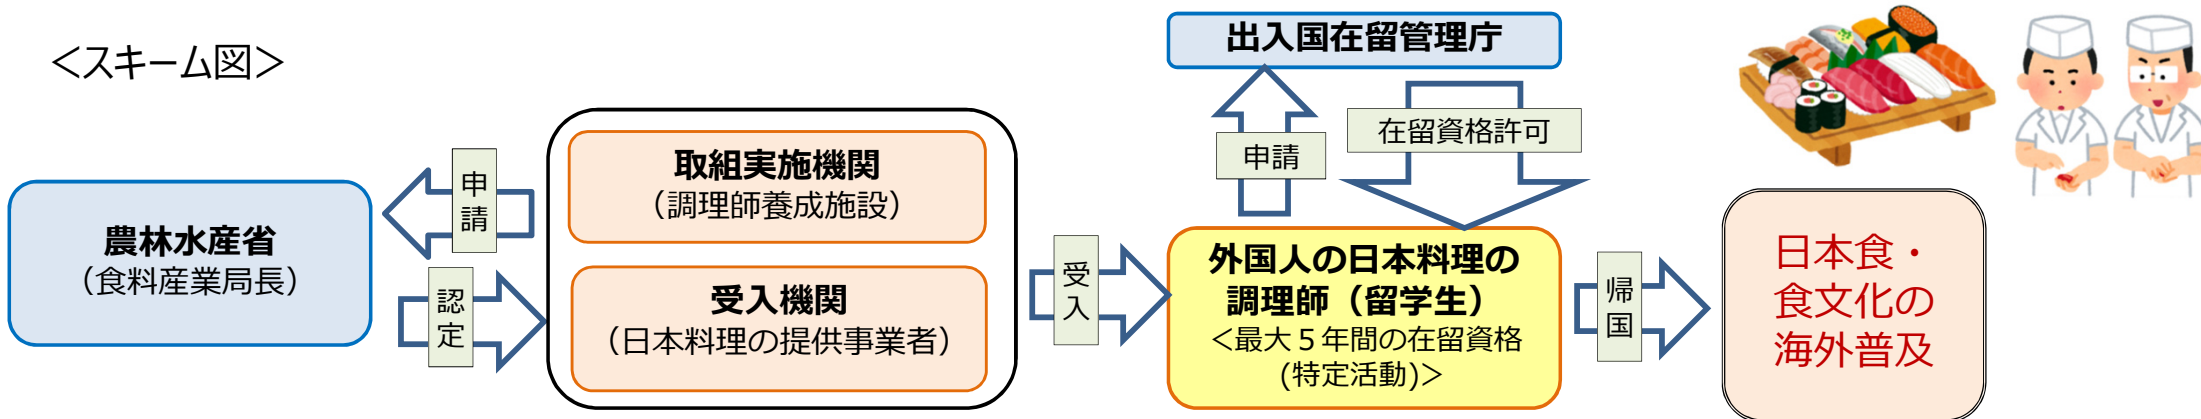 ＜スキーム図＞
農林水産省
（食料産業局長）
申請
認定
取組実施機関
（調理師養成施設）
受入機関
（日本料理の提供事業者）
受入
出入国在留管理庁
申請
在留資格許可
外国人の日本料理の
調理師（留学生）
＜最大５年間の在留資格
(特定活動)＞
帰国
日本食・
食文化の
海外普及